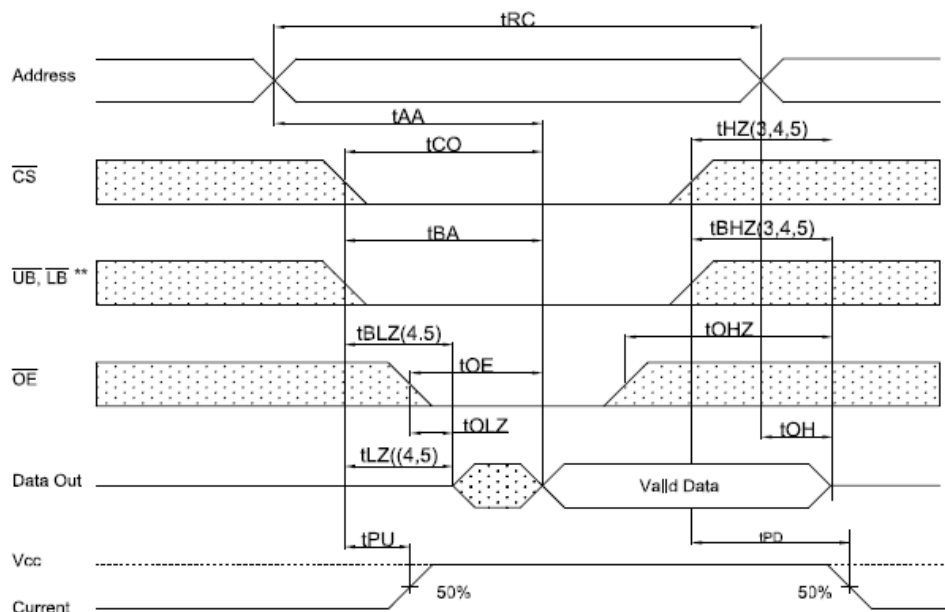 tRC
Address
tAA
tHZ(3,4,5)
tCO
CS
tBA
tBHZ(3,4,5)
UB, LB **
tBLZ(4.5)
tOHZ
tOE
OE
tOLZ
tOH
tLZ((4,5)
Data Out
Valid Data
tPU
tPD
Vcc
50%
50%
Current